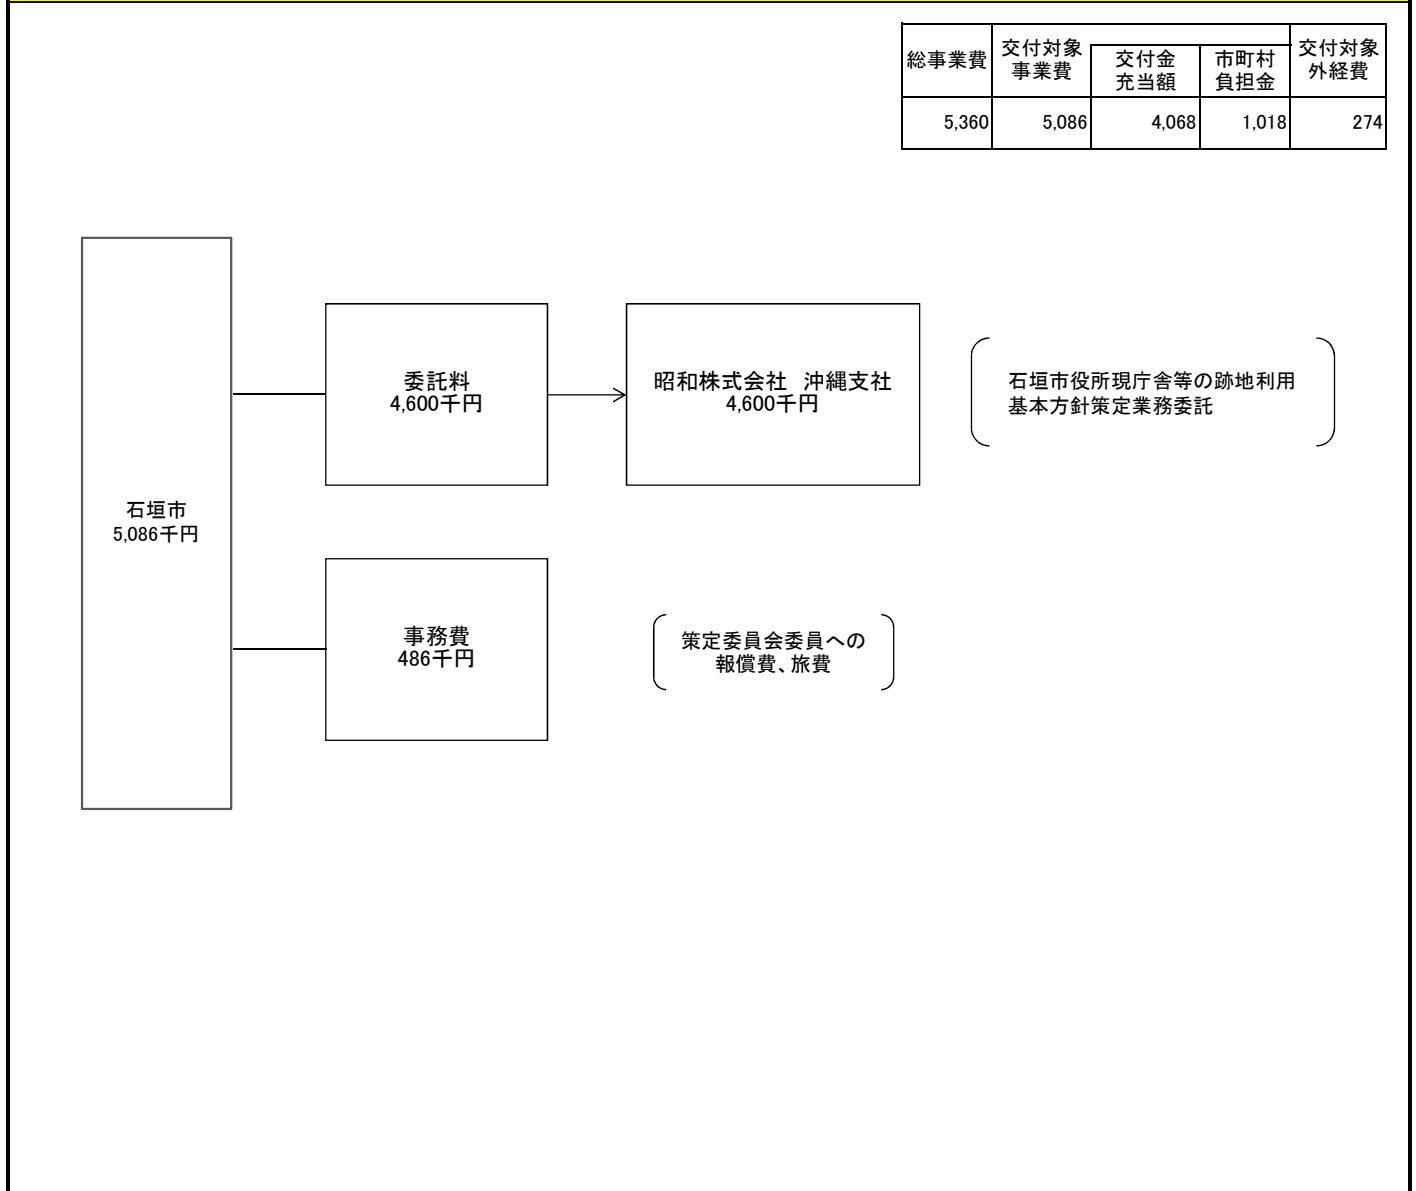 総事業費
交付対象
事業費
交付金
充当額
市町村
負担金
交付対象
外経費
5,360
5,086
4,068
1,018
274
委託料
4,600千円
昭和株式会社　沖縄支社
4,600千円
石垣市役所現庁舎等の跡地利用
基本方針策定業務委託
石垣市
5,086千円
事務費
486千円
策定委員会委員への
報償費、旅費